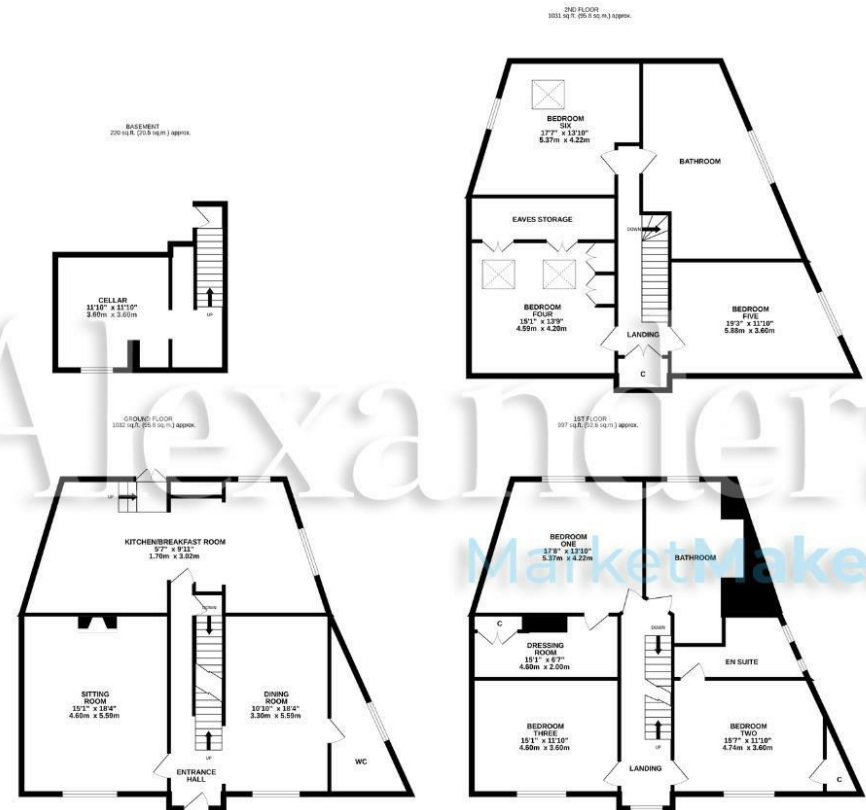 2ND FLOOR
1031 sq.ft. (95.8 sq.m.) approx.
BEDROOM
SIX
17'7" x 13'10"
5.37m x 4.22m
BATHROOM
EAVES STORAGE
DOWN
BEDROOM
FOUR
15'1" x 13'9"
4.59m x 4.20m
BEDROOM
FIVE
19'3" x 11'10"
5.88m x 3.60m
LANDING
C
BASEMENT
220 sq.ft. (20.5 sq.m.) approx.
CELLAR
11'10" x 11'10"
3.60m x 3.60m
UP
Alexander
MarketMake
GROUND FLOOR
1032 sq.ft. (95.8 sq.m.) approx.
UP
KITCHEN/BREAKFAST ROOM
5'7" x 9'11"
1.70m x 3.02m
DOWN
SITTING
ROOM
15'1" x 18'4"
4.60m x 5.59m
DINING
ROOM
10'10" x 18'4"
3.30m x 5.59m
WC
UP
ENTRANCE
HALL
1ST FLOOR
997 sq.ft. (92.6 sq.m.) approx.
BEDROOM
ONE
17'8" x 13'10"
5.37m x 4.22m
BATHROOM
C
DRESSING
ROOM
15'1" x 6'7"
4.60m x 2.00m
DOWN
EN SUITE
BEDROOM
THREE
15'1" x 11'10"
4.60m x 3.60m
BEDROOM
TWO
15'7" x 11'10"
4.74m x 3.60m
UP
LANDING
C